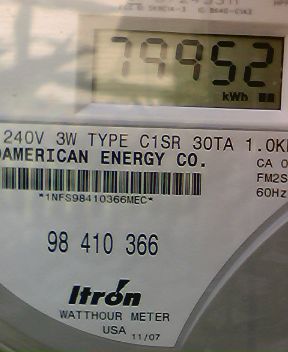 79952
kWh
240V 3W TYPE C1SR 30TA 1.0K
OAMERICAN ENERGY CO.
CA 0
FM2S
60Hz
*1NFS98410366MEC*
98 410 366
Itron
WATTHOUR METER
USA 11/07